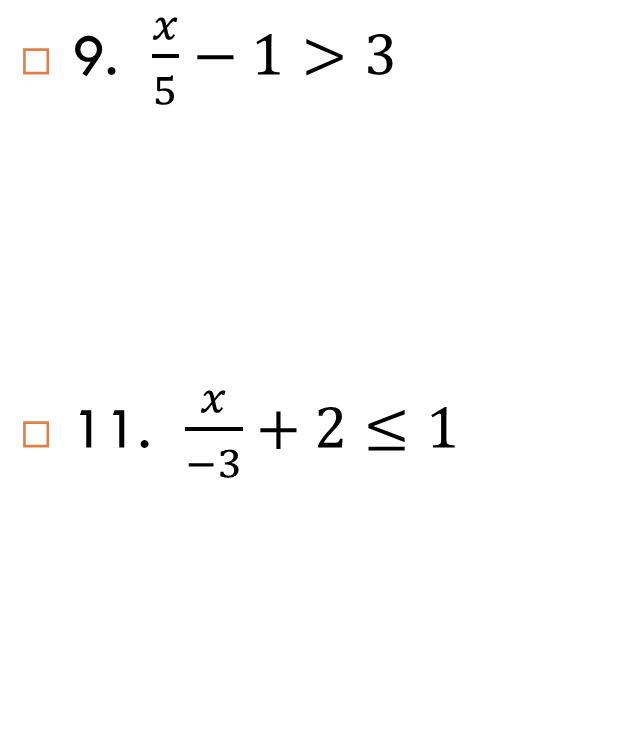 9. x/5 − 1 > 3
11. x/−3 + 2 ≤ 1